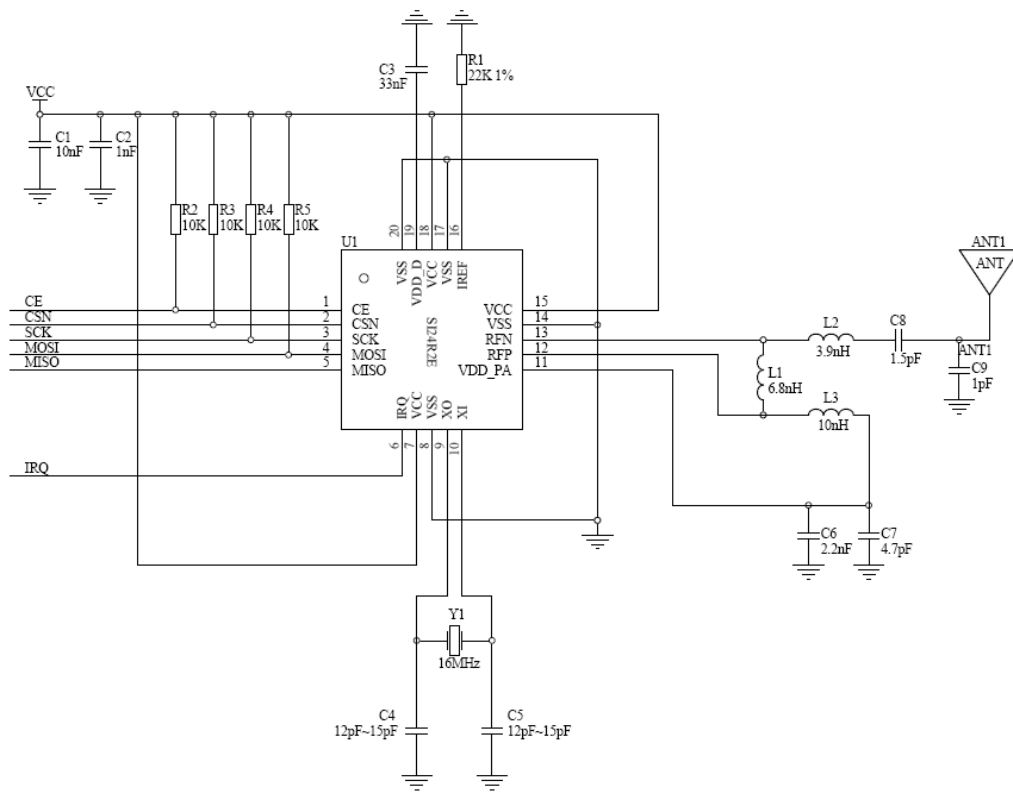 C3
33nF
R1
22K 1%
VCC
C1
10nF
C2
1nF
R2
10K
R3
10K
R4
10K
R5
10K
U1
20
19
18
17
16
VSS
VDD_D
VCC
VSS
IREF
ANT1
ANT
CE
1
CE
CSN
2
CSN
SCK
3
SCK
MOSI
4
MOSI
MISO
5
MISO
SI24R2E
VCC
15
VSS
14
RFN
13
RFP
12
VDD_PA
11
IRQ
VCC
VSS
XO
XI
6
7
8
9
10
L2
3.9nH
C8
1.5pF
ANT1
C9
1pF
L1
6.8nH
L3
10nH
IRQ
C6
2.2nF
C7
4.7pF
Y1
16MHz
C4
12pF~15pF
C5
12pF~15pF